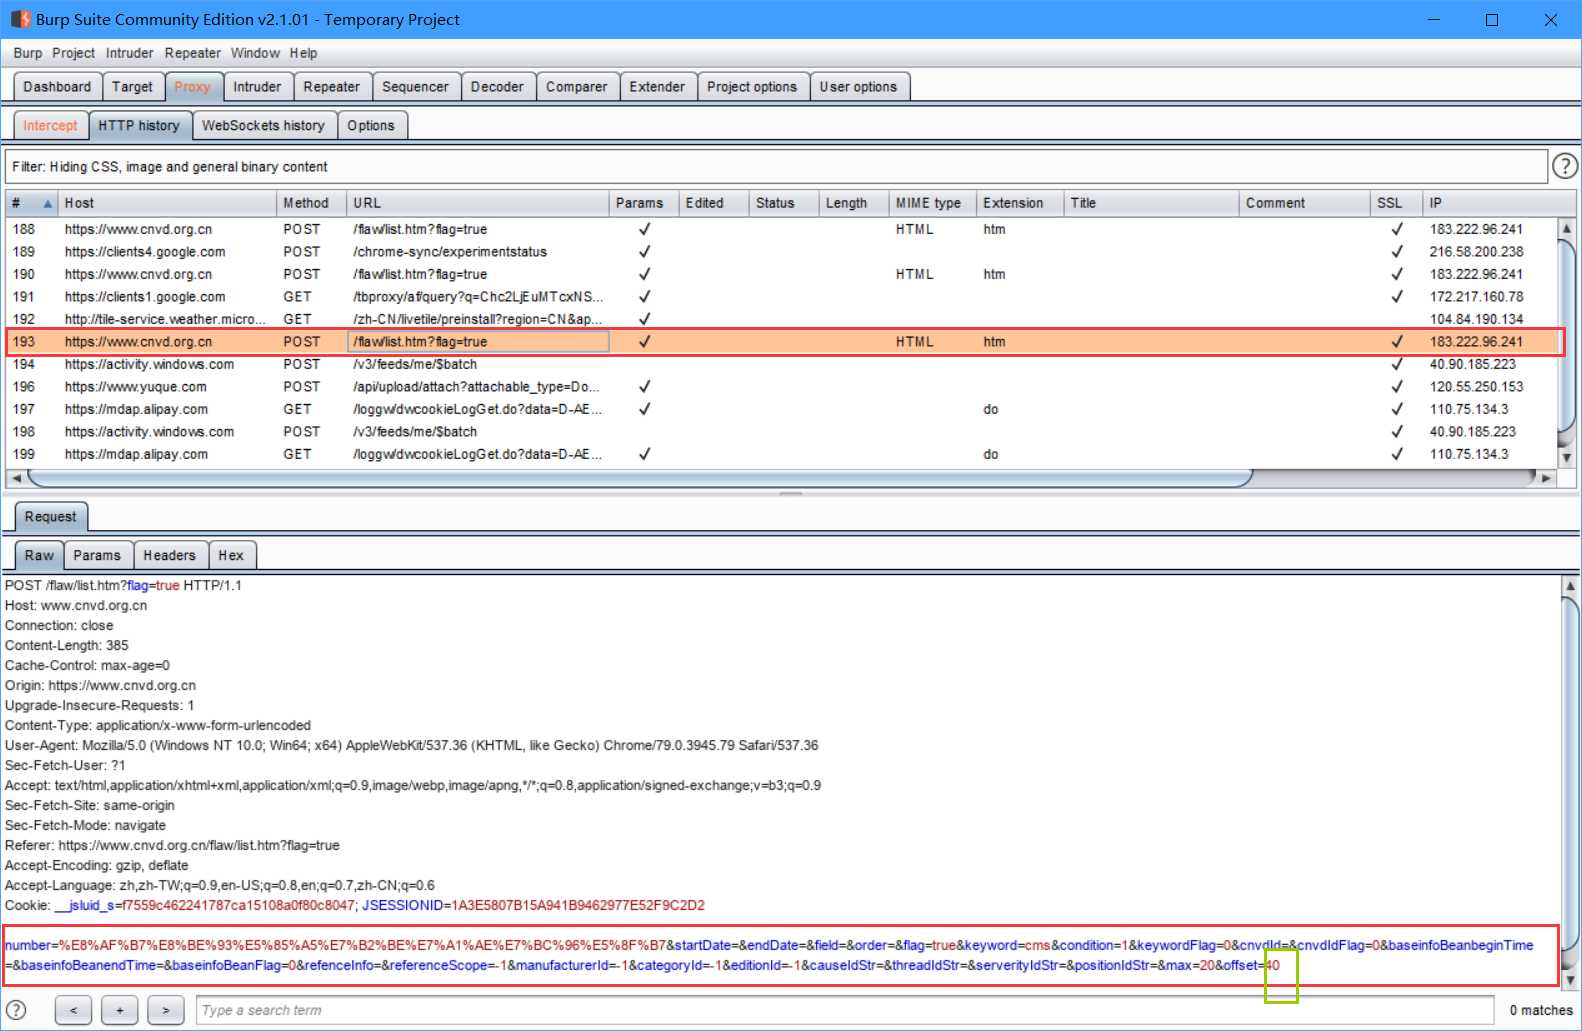 Burp Suite Community Edition v2.1.01 - Temporary Project
Burp Project Intruder Repeater Window Help
Dashboard Target Proxy Intruder Repeater Sequencer Decoder Comparer Extender Project options User options
Intercept HTTP history WebSockets history Options
Filter: Hiding CSS, image and general binary content
# Host Method URL Params Edited Status Length MIME type Extension Title Comment SSL IP
188 https://www.cnvd.org.cn POST /flaw/list.htm?flag=true ✓ HTML htm ✓ 183.222.96.241
189 https://clients4.google.com POST /chrome-sync/experimentstatus ✓ ✓ 216.58.200.238
190 https://www.cnvd.org.cn POST /flaw/list.htm?flag=true ✓ HTML htm ✓ 183.222.96.241
191 https://clients1.google.com GET /tbproxy/af/query?q=Chc2LjEuMTcxNS... ✓ ✓ 172.217.160.78
192 http://tile-service.weather.micro... GET /zh-CN/livetile/preinstall?region=CN&ap... ✓ 104.84.190.134
193 https://www.cnvd.org.cn POST /flaw/list.htm?flag=true ✓ HTML htm ✓ 183.222.96.241
194 https://activity.windows.com POST /v3/feeds/me/$batch ✓ 40.90.185.223
196 https://www.yuque.com POST /api/upload/attach?attachable_type=Do... ✓ ✓ 120.55.250.153
197 https://mdap.alipay.com GET /loggw/dwcookieLogGet.do?data=D-AE... ✓ do ✓ 110.75.134.3
198 https://activity.windows.com POST /v3/feeds/me/$batch ✓ 40.90.185.223
199 https://mdap.alipay.com GET /loggw/dwcookieLogGet.do?data=D-AE... ✓ do ✓ 110.75.134.3
Request
Raw Params Headers Hex
POST /flaw/list.htm?flag=true HTTP/1.1
Host: www.cnvd.org.cn
Connection: close
Content-Length: 385
Cache-Control: max-age=0
Origin: https://www.cnvd.org.cn
Upgrade-Insecure-Requests: 1
Content-Type: application/x-www-form-urlencoded
User-Agent: Mozilla/5.0 (Windows NT 10.0; Win64; x64) AppleWebKit/537.36 (KHTML, like Gecko) Chrome/79.0.3945.79 Safari/537.36
Sec-Fetch-User: ?1
Accept: text/html,application/xhtml+xml,application/xml;q=0.9,image/webp,image/apng,*/*;q=0.8,application/signed-exchange;v=b3;q=0.9
Sec-Fetch-Site: same-origin
Sec-Fetch-Mode: navigate
Referer: https://www.cnvd.org.cn/flaw/list.htm?flag=true
Accept-Encoding: gzip, deflate
Accept-Language: zh,zh-TW;q=0.9,en-US;q=0.8,en;q=0.7,zh-CN;q=0.6
Cookie: __jsluid_s=f7559c462241787ca15108a0f80c8047; JSESSIONID=1A3E5807B15A941B9462977E52F9C2D2
number=%E8%AF%B7%E8%BE%93%E5%85%A5%E7%B2%BE%E7%A1%AE%E7%BC%96%E5%8F%B7&startDate=&endDate=&field=&order=&flag=true&keyword=cms&condition=1&keywordFlag=0&cnvdId=&cnvdIdFlag=0&baseinfoBeanbeginTime
=&baseinfoBeanendTime=&baseinfoBeanFlag=0&refenceInfo=&referenceScope=-1&manufacturerId=-1&categoryId=-1&editionId=-1&causeIdStr=&threadIdStr=&serverityIdStr=&positionIdStr=&max=20&offset=40
? < + > Type a search term 0 matches